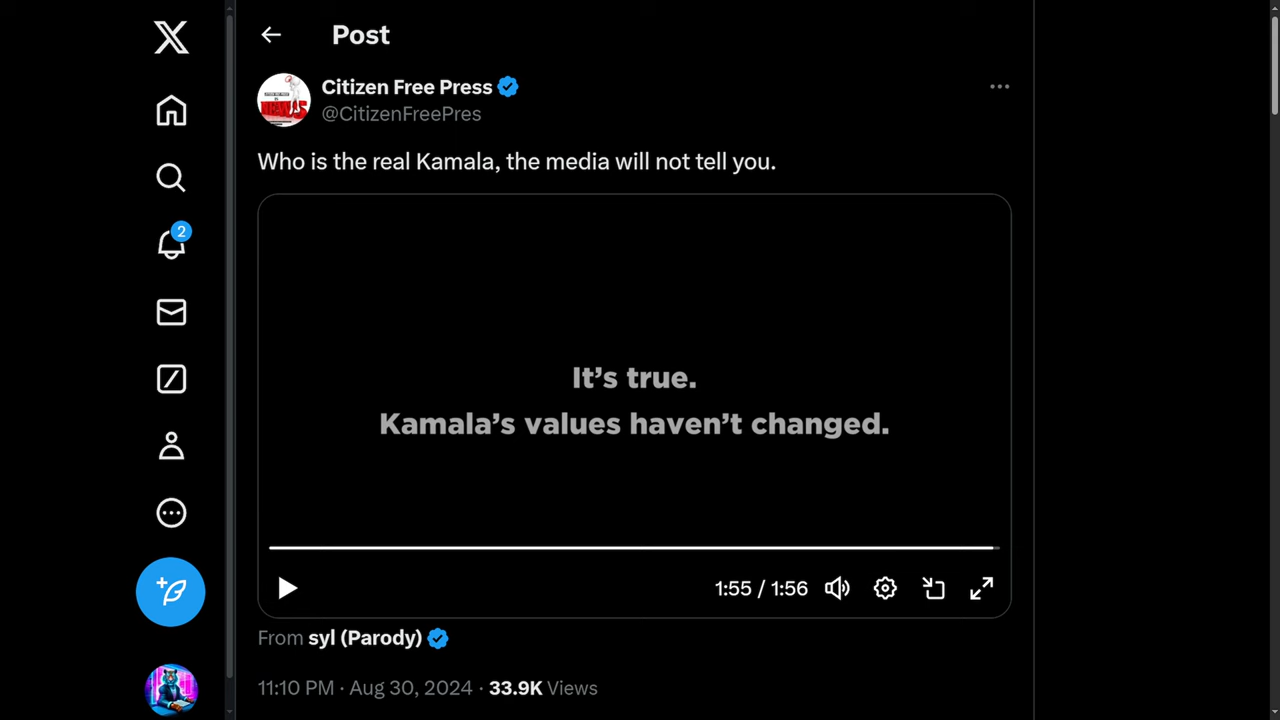 Post
Citizen Free Press
@CitizenFreePres
Who is the real Kamala, the media will not tell you.
2
It’s true.
Kamala’s values haven’t changed.
1:55 / 1:56
From syl (Parody)
11:10 PM · Aug 30, 2024 · 33.9K Views